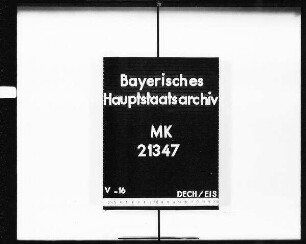 Bayerisches
Hauptstaatsarchiv
MK
21347
V-16 DECH/EIS